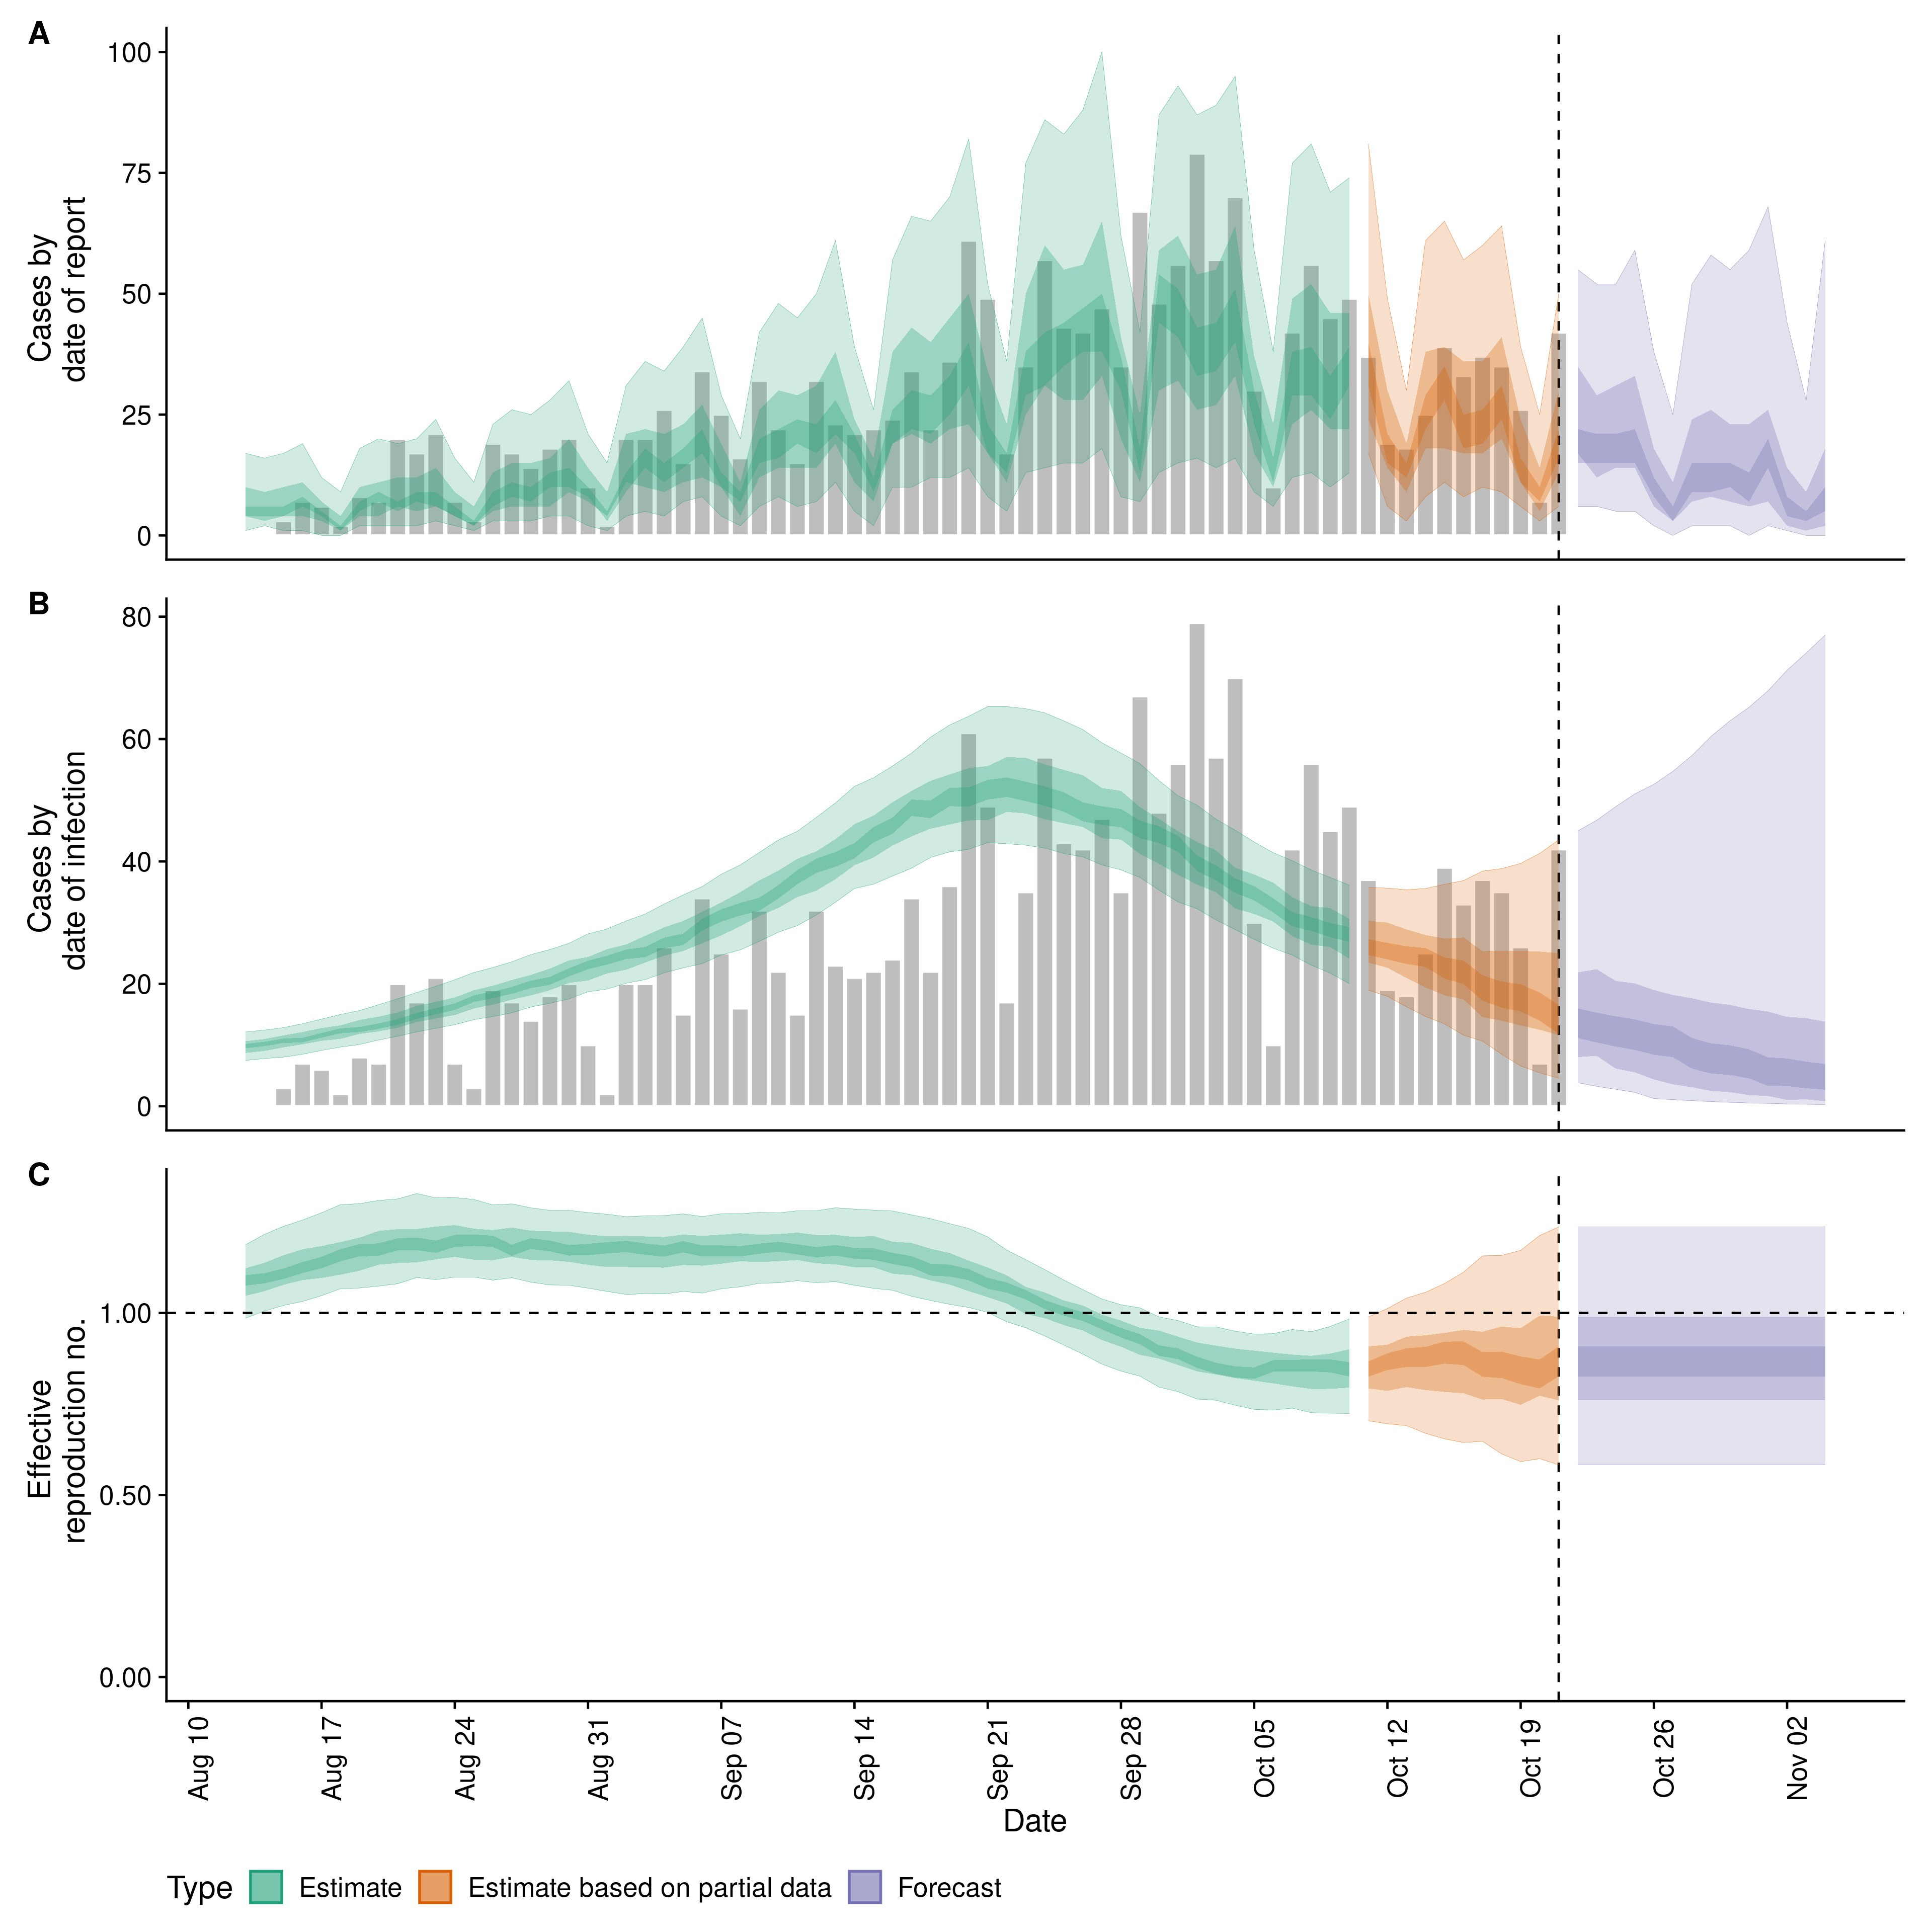 A
100
75
50
25
0
Cases by
date of report
B
80
60
40
20
0
Cases by
date of infection
C
1.00
0.50
0.00
Effective
reproduction no.
Aug 10
Aug 17
Aug 24
Aug 31
Sep 07
Sep 14
Sep 21
Sep 28
Oct 05
Oct 12
Oct 19
Oct 26
Nov 02
Date
Type Estimate Estimate based on partial data Forecast